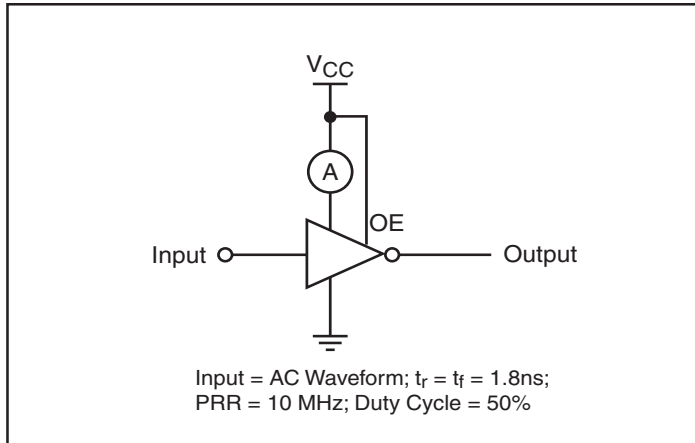 V_CC
A
OE
Input
Output
Input = AC Waveform; t_r = t_f = 1.8ns;
PRR = 10 MHz; Duty Cycle = 50%